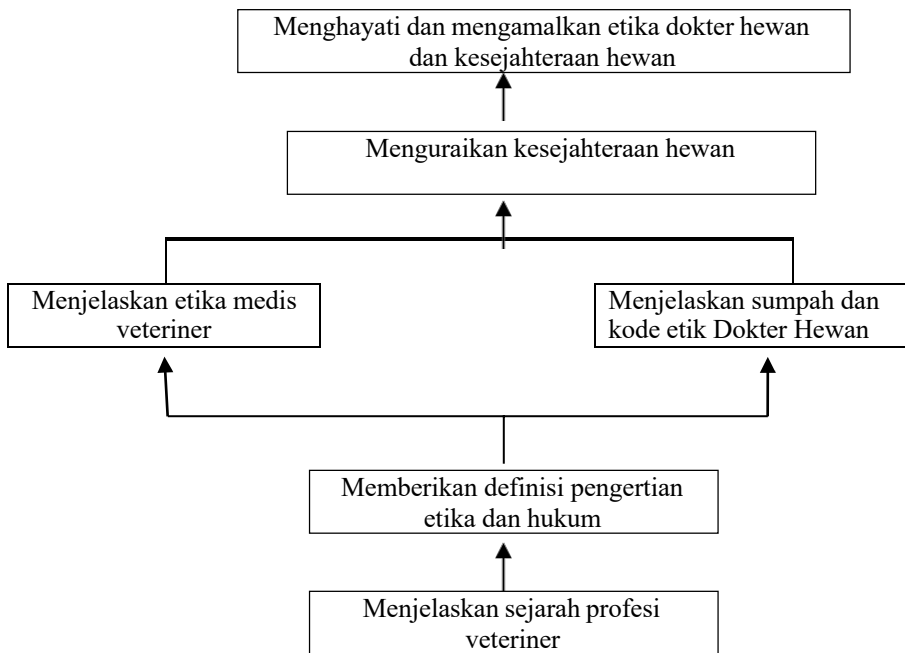 Menghayati dan mengamalkan etika dokter hewan
dan kesejahteraan hewan
Menguraikan kesejahteraan hewan
Menjelaskan etika medis
veteriner
Menjelaskan sumpah dan
kode etik Dokter Hewan
Memberikan definisi pengertian
etika dan hukum
Menjelaskan sejarah profesi
veteriner